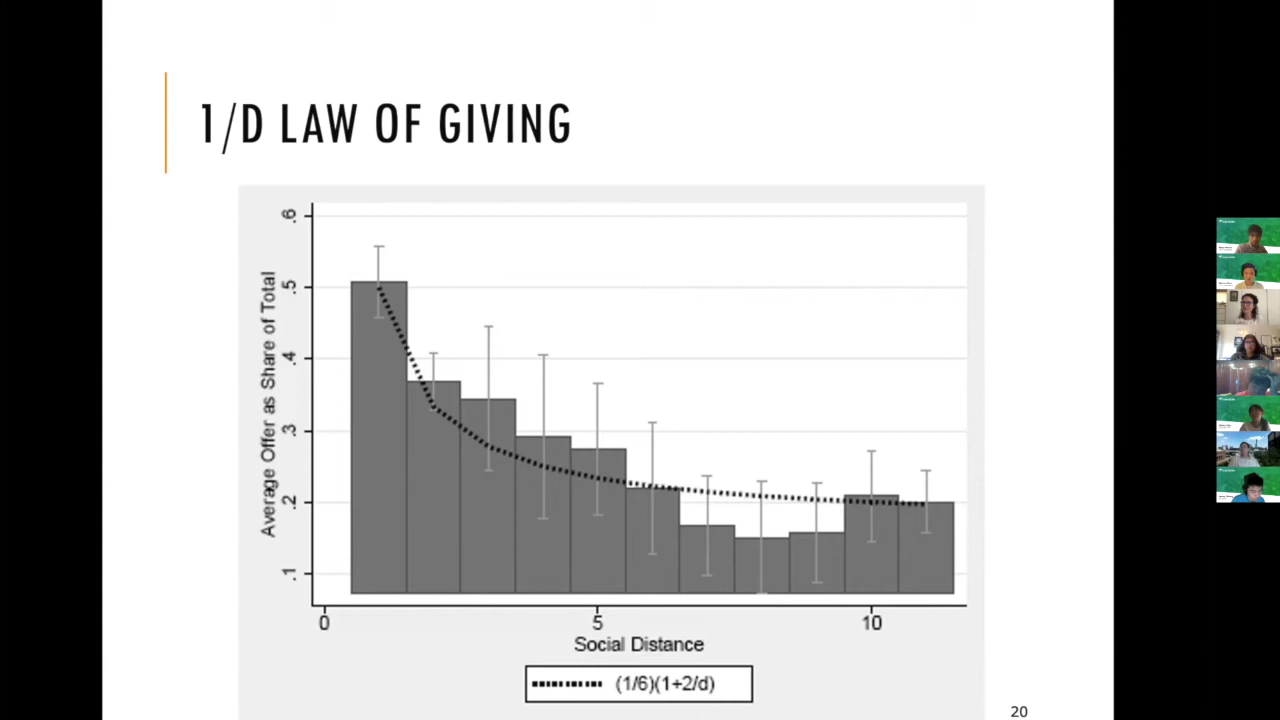 1/D LAW OF GIVING
Average Offer as Share of Total
.6
.5
.4
.3
.2
.1
0
5
10
Social Distance
(1/6)(1+2/d)
20